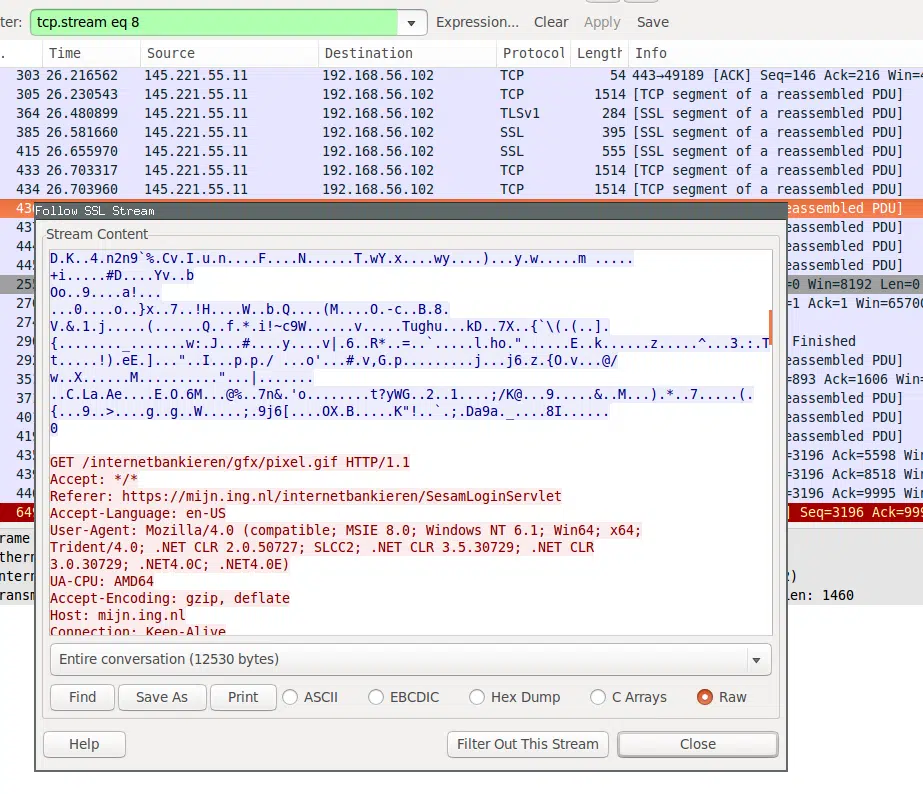 ter: tcp.stream eq 8 Expression... Clear Apply Save
. Time Source Destination Protocol Length Info
303 26.216562 145.221.55.11 192.168.56.102 TCP 54 443→49189 [ACK] Seq=146 Ack=216 Win=4
305 26.230543 145.221.55.11 192.168.56.102 TCP 1514 [TCP segment of a reassembled PDU]
364 26.480899 145.221.55.11 192.168.56.102 TLSv1 284 [SSL segment of a reassembled PDU]
385 26.581660 145.221.55.11 192.168.56.102 SSL 395 [SSL segment of a reassembled PDU]
415 26.655970 145.221.55.11 192.168.56.102 SSL 555 [SSL segment of a reassembled PDU]
433 26.703317 145.221.55.11 192.168.56.102 TCP 1514 [TCP segment of a reassembled PDU]
434 26.703960 145.221.55.11 192.168.56.102 TCP 1514 [TCP segment of a reassembled PDU]
eassembled PDU]
eassembled PDU]
eassembled PDU]
eassembled PDU]
=0 Win=8192 Len=0
=1 Ack=1 Win=6570
Finished
eassembled PDU]
=893 Ack=1606 Win=
eassembled PDU]
eassembled PDU]
eassembled PDU]
=3196 Ack=5598 Win
=3196 Ack=8518 Win
=3196 Ack=9995 Win
] Seq=3196 Ack=999
Len: 1460
Follow SSL Stream
Stream Content
D.K..4.n2n9`%.Cv.I.u.n....F....N......T.wY.x....wy....)...y.w.....m .....
+i.....#D....Yv..b
Oo..9....a!...
...0....o..}x..7..!H....W..b.Q....(M....O.-c..B.8.
V.&.1.j.....(......Q..f.*.i!~c9W......v.....Tughu...kD..7X..{`\(.(..].
{........_.......w:.J...#....y....v|.6..R*..=..`.....l.ho."......E..k......z.....^...3.:.T
t.....!).eE.]..."..I...p.p./ ....o'...#.v,G.p.........j...j6.z.{O.v...@/
w..X......M.........."...|.......
..C.La.Ae....E.O.6M...@%..7n&.'o........t?yWG..2..1....;/K@...9.....&..M...).*..7.....(.
{...9..>....g..g..W.....;.9j6[....OX.B.....K"!..`.;.Da9a._....8I......
0
GET /internetbankieren/gfx/pixel.gif HTTP/1.1
Accept: */*
Referer: https://mijn.ing.nl/internetbankieren/SesamLoginServlet
Accept-Language: en-US
User-Agent: Mozilla/4.0 (compatible; MSIE 8.0; Windows NT 6.1; Win64; x64;
Trident/4.0; .NET CLR 2.0.50727; SLCC2; .NET CLR 3.5.30729; .NET CLR
3.0.30729; .NET4.0C; .NET4.0E)
UA-CPU: AMD64
Accept-Encoding: gzip, deflate
Host: mijn.ing.nl
Connection: Keep-Alive
Entire conversation (12530 bytes)
Find Save As Print ASCII EBCDIC Hex Dump C Arrays Raw
Help Filter Out This Stream Close